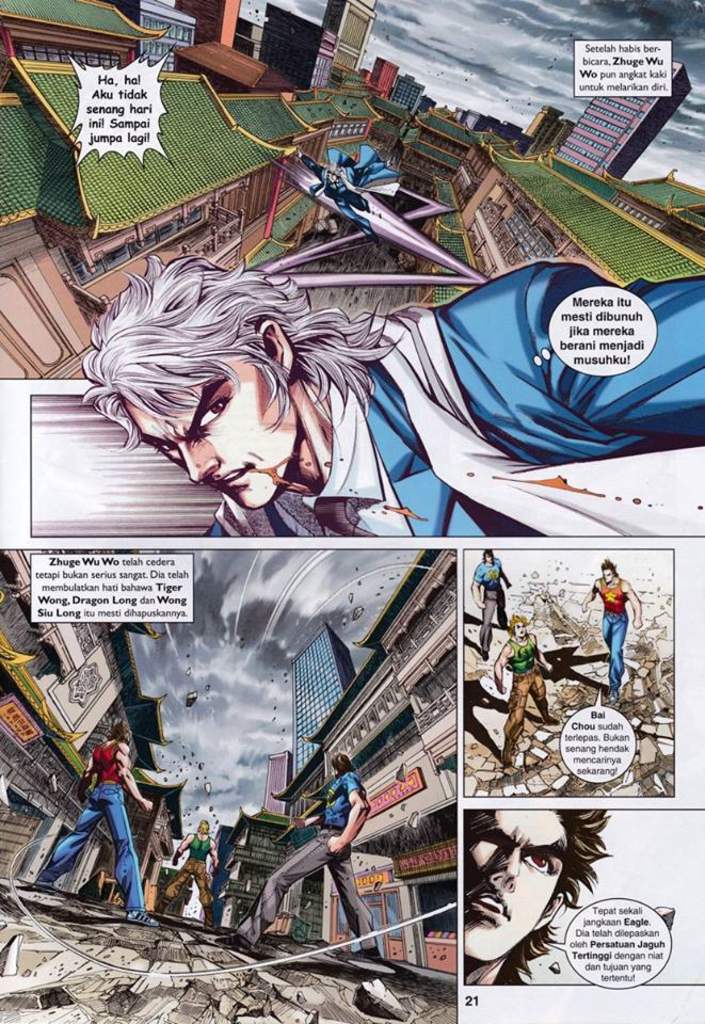 Ha, ha!
Aku tidak
senang hari
ini! Sampai
jumpa lagi!
Setelah habis ber-
bicara, Zhuge Wu
Wo pun angkat kaki
untuk melarikan diri.
Mereka itu
mesti dibunuh
jika mereka
berani menjadi
musuhku!
Zhuge Wu Wo telah cedera
tetapi bukan serius sangat. Dia telah
membulatkan hati bahawa Tiger
Wong, Dragon Long dan Wong
Siu Long itu mesti dihapuskannya.
Bai
Chou sudah
terlepas. Bukan
senang hendak
mencarinya
sekarang!
Tepat sekali
jangkaan Eagle.
Dia telah dilepaskan
oleh Persatuan Jaguh
Tertinggi dengan niat
dan tujuan yang
tertentu!
21